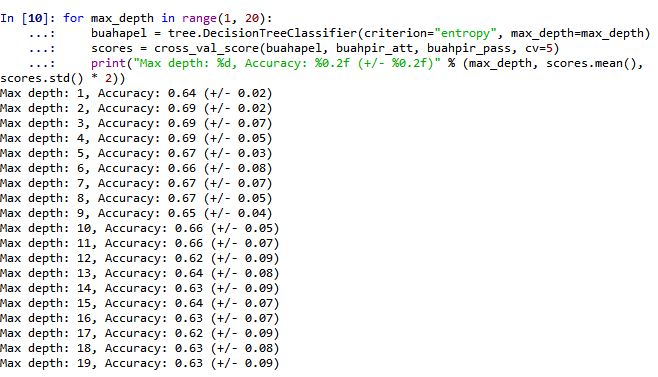 In [10]: for max_depth in range(1, 20):
    ...:     buahapel = tree.DecisionTreeClassifier(criterion="entropy", max_depth=max_depth)
    ...:     scores = cross_val_score(buahapel, buahpir_att, buahpir_pass, cv=5)
    ...:     print("Max depth: %d, Accuracy: %0.2f (+/- %0.2f)" % (max_depth, scores.mean(),
scores.std() * 2))
Max depth: 1, Accuracy: 0.64 (+/- 0.02)
Max depth: 2, Accuracy: 0.69 (+/- 0.02)
Max depth: 3, Accuracy: 0.69 (+/- 0.07)
Max depth: 4, Accuracy: 0.69 (+/- 0.05)
Max depth: 5, Accuracy: 0.67 (+/- 0.03)
Max depth: 6, Accuracy: 0.66 (+/- 0.08)
Max depth: 7, Accuracy: 0.67 (+/- 0.07)
Max depth: 8, Accuracy: 0.67 (+/- 0.05)
Max depth: 9, Accuracy: 0.65 (+/- 0.04)
Max depth: 10, Accuracy: 0.66 (+/- 0.05)
Max depth: 11, Accuracy: 0.66 (+/- 0.07)
Max depth: 12, Accuracy: 0.62 (+/- 0.09)
Max depth: 13, Accuracy: 0.64 (+/- 0.08)
Max depth: 14, Accuracy: 0.63 (+/- 0.09)
Max depth: 15, Accuracy: 0.64 (+/- 0.07)
Max depth: 16, Accuracy: 0.63 (+/- 0.07)
Max depth: 17, Accuracy: 0.62 (+/- 0.09)
Max depth: 18, Accuracy: 0.63 (+/- 0.08)
Max depth: 19, Accuracy: 0.63 (+/- 0.09)